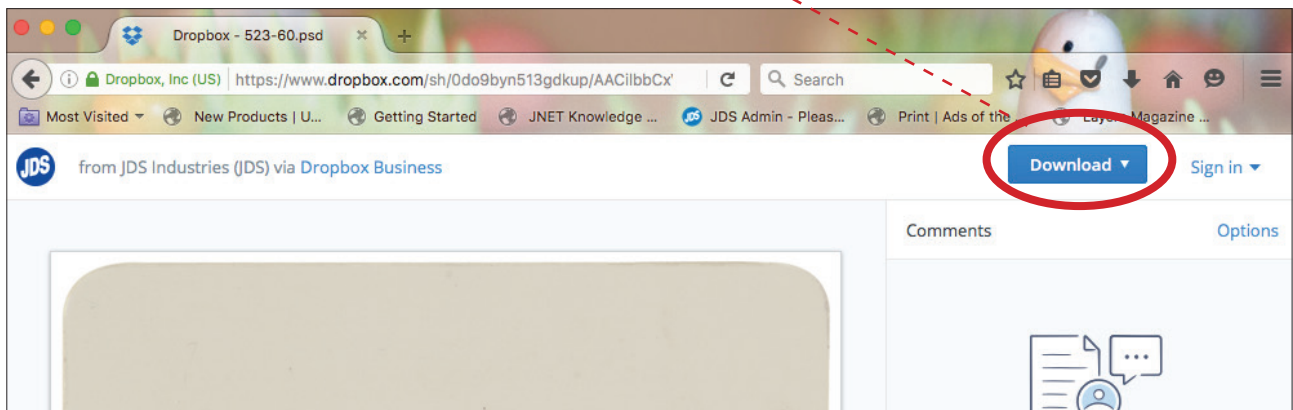 Dropbox - 523-60.psd
Dropbox, Inc (US) https://www.dropbox.com/sh/0do9byn513gdkup/AACilbbCx' Search
Most Visited New Products | U... Getting Started JNET Knowledge ... JDS Admin - Pleas... Print | Ads of the Layers Magazine ...
JDS from JDS Industries (JDS) via Dropbox Business Download Sign in
Comments Options